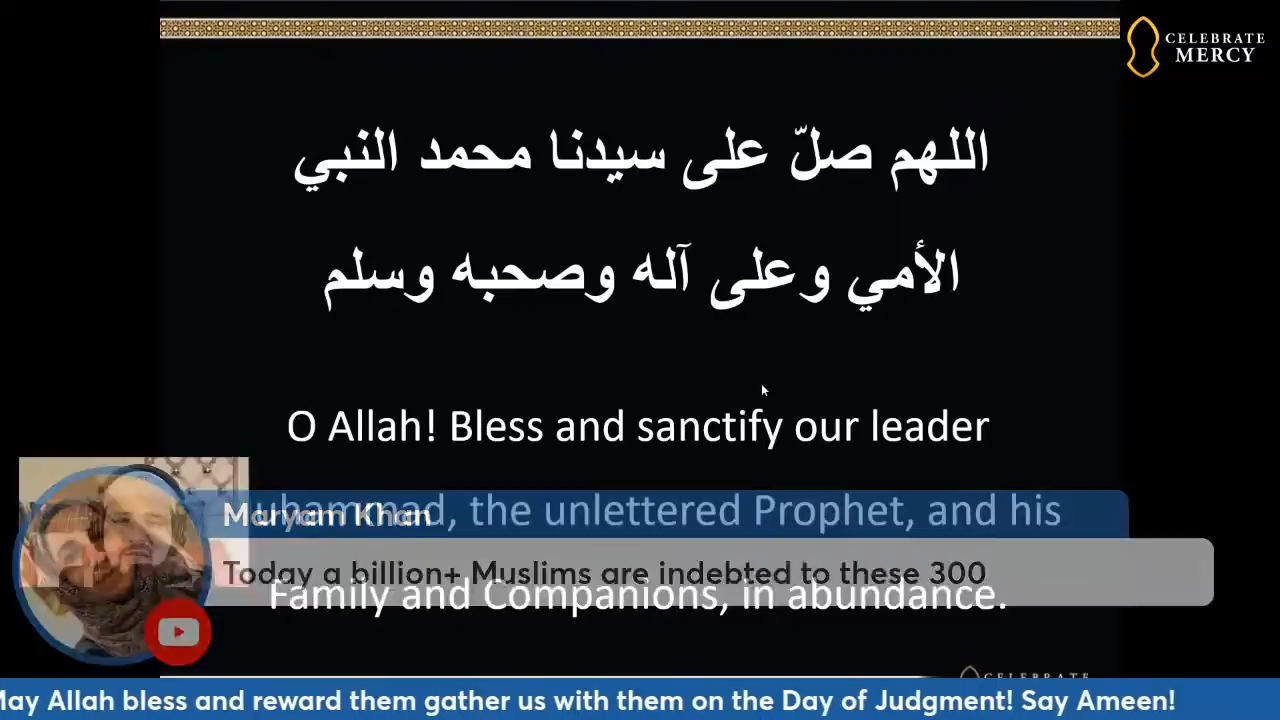 CELEBRATE
MERCY
اللهم صلّ على سيدنا محمد النبي
الأمي وعلى آله وصحبه وسلم
O Allah! Bless and sanctify our leader
Muhammad, the unlettered Prophet, and his
Maryam Khan
Today a billion+ Muslims are indebted to these 300
Family and Companions, in abundance.
CELEBRATE
May Allah bless and reward them gather us with them on the Day of Judgment! Say Ameen!